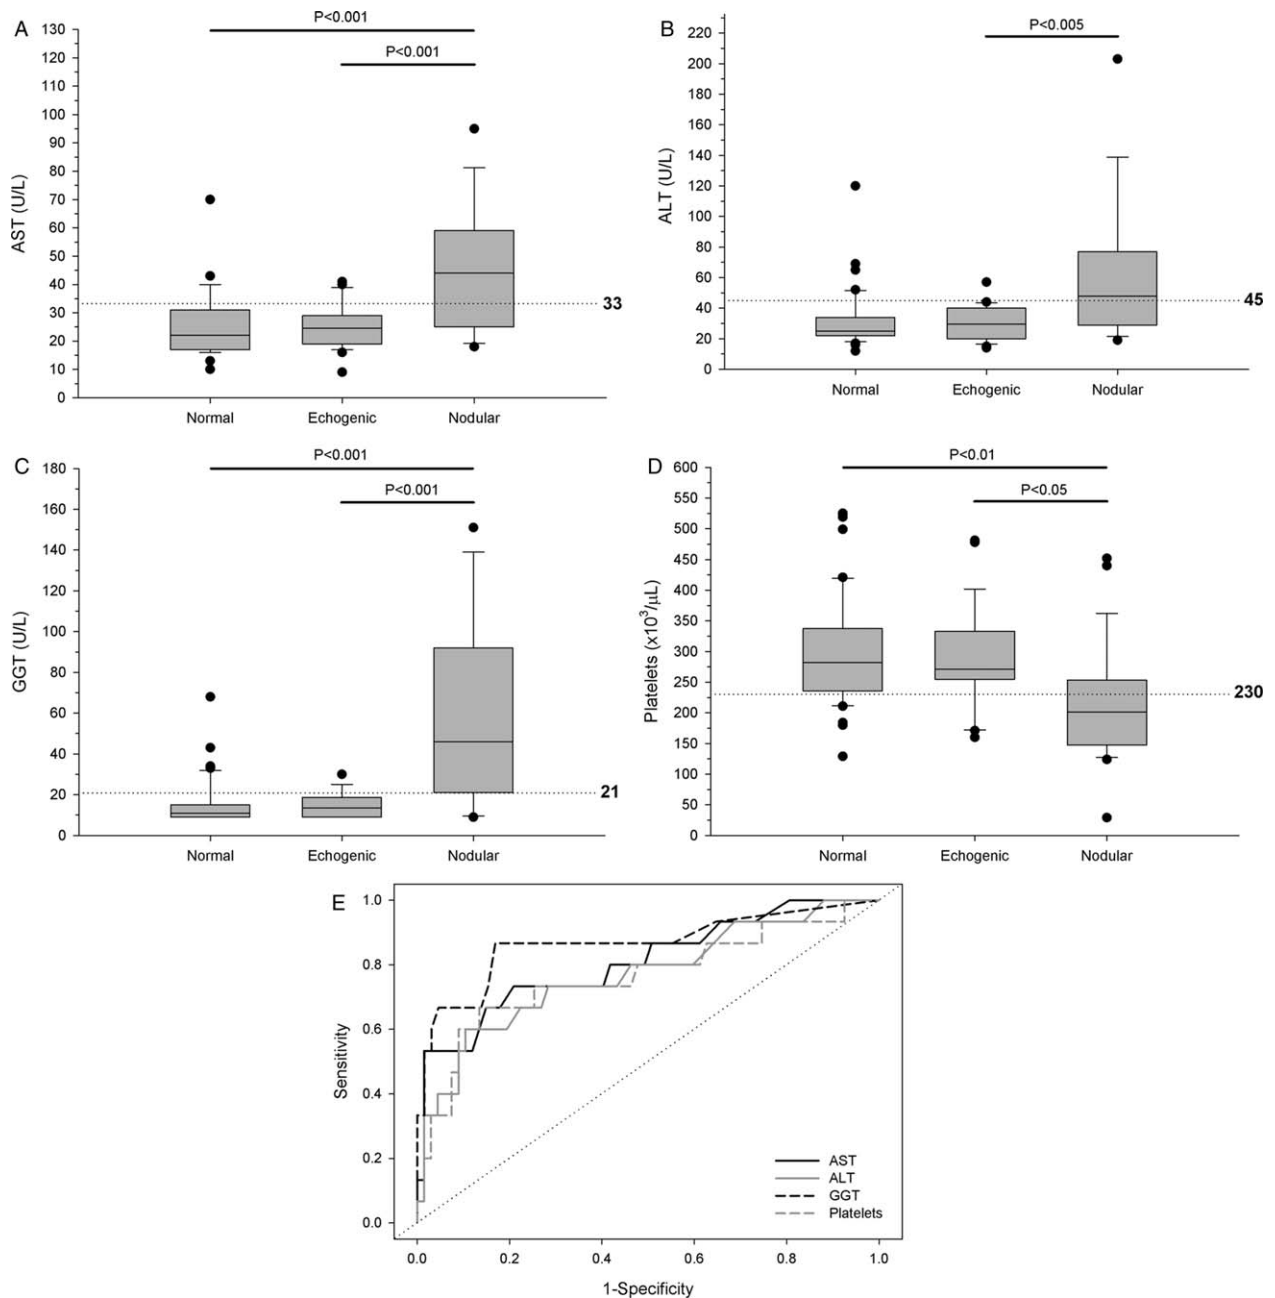 A
P<0.001
P<0.001
130
120
110
100
90
80
70
60
50
40
30
20
10
0
AST (U/L)
33
Normal Echogenic Nodular
B
P<0.005
220
200
180
160
140
120
100
80
60
40
20
0
ALT (U/L)
45
Normal Echogenic Nodular
C
P<0.001
P<0.001
180
160
140
120
100
80
60
40
20
0
GGT (U/L)
21
Normal Echogenic Nodular
D
P<0.01
P<0.05
600
550
500
450
400
350
300
250
200
150
100
50
0
Platelets (x10³/μL)
230
Normal Echogenic Nodular
E
1.0
0.8
0.6
0.4
0.2
0.0
Sensitivity
AST
ALT
GGT
Platelets
0.0 0.2 0.4 0.6 0.8 1.0
1-Specificity